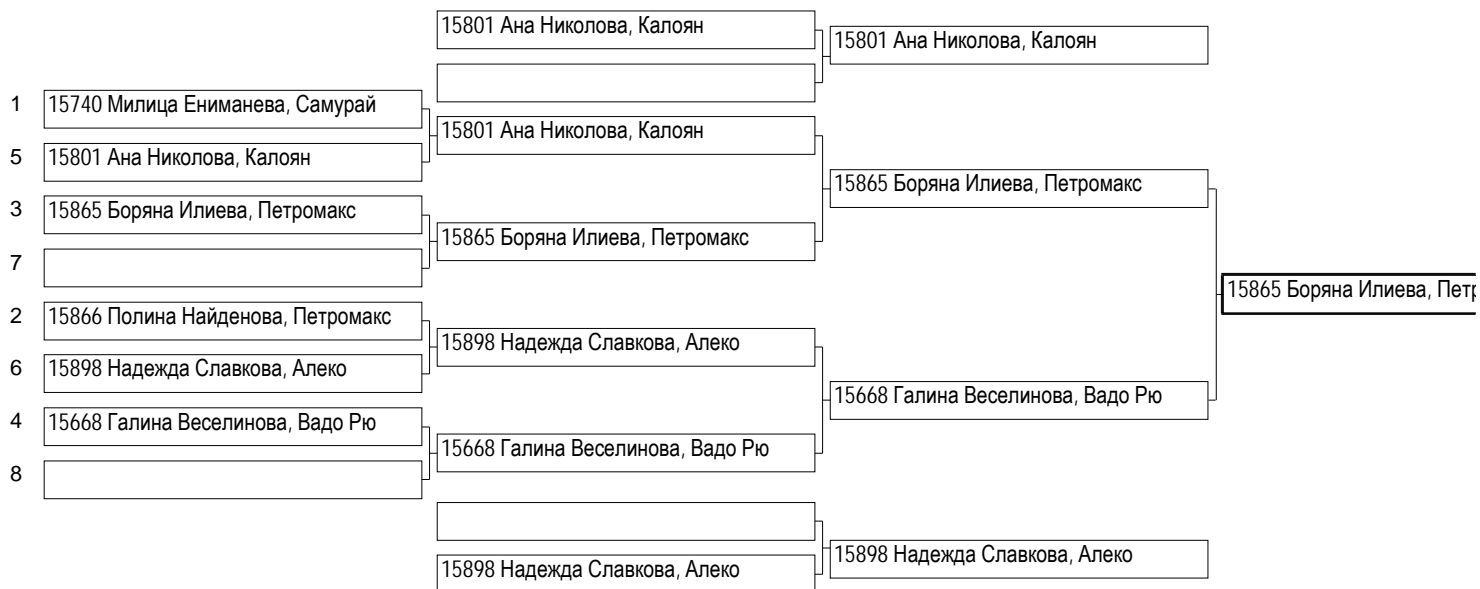 15801 Ана Николова, Калоян
15801 Ана Николова, Калоян
1 15740 Милица Ениманева, Самурай
15801 Ана Николова, Калоян
5 15801 Ана Николова, Калоян
15865 Боряна Илиева, Петромакс
3 15865 Боряна Илиева, Петромакс
15865 Боряна Илиева, Петромакс
7
15865 Боряна Илиева,
2 15866 Полина Найденова, Петромакс
15898 Надежда Славкова, Алеко
6 15898 Надежда Славкова, Алеко
15668 Галина Веселинова, Вадо Рю
4 15668 Галина Веселинова, Вадо Рю
15668 Галина Веселинова, Вадо Рю
8
15898 Надежда Славкова, Алеко
15898 Надежда Славкова, Алеко